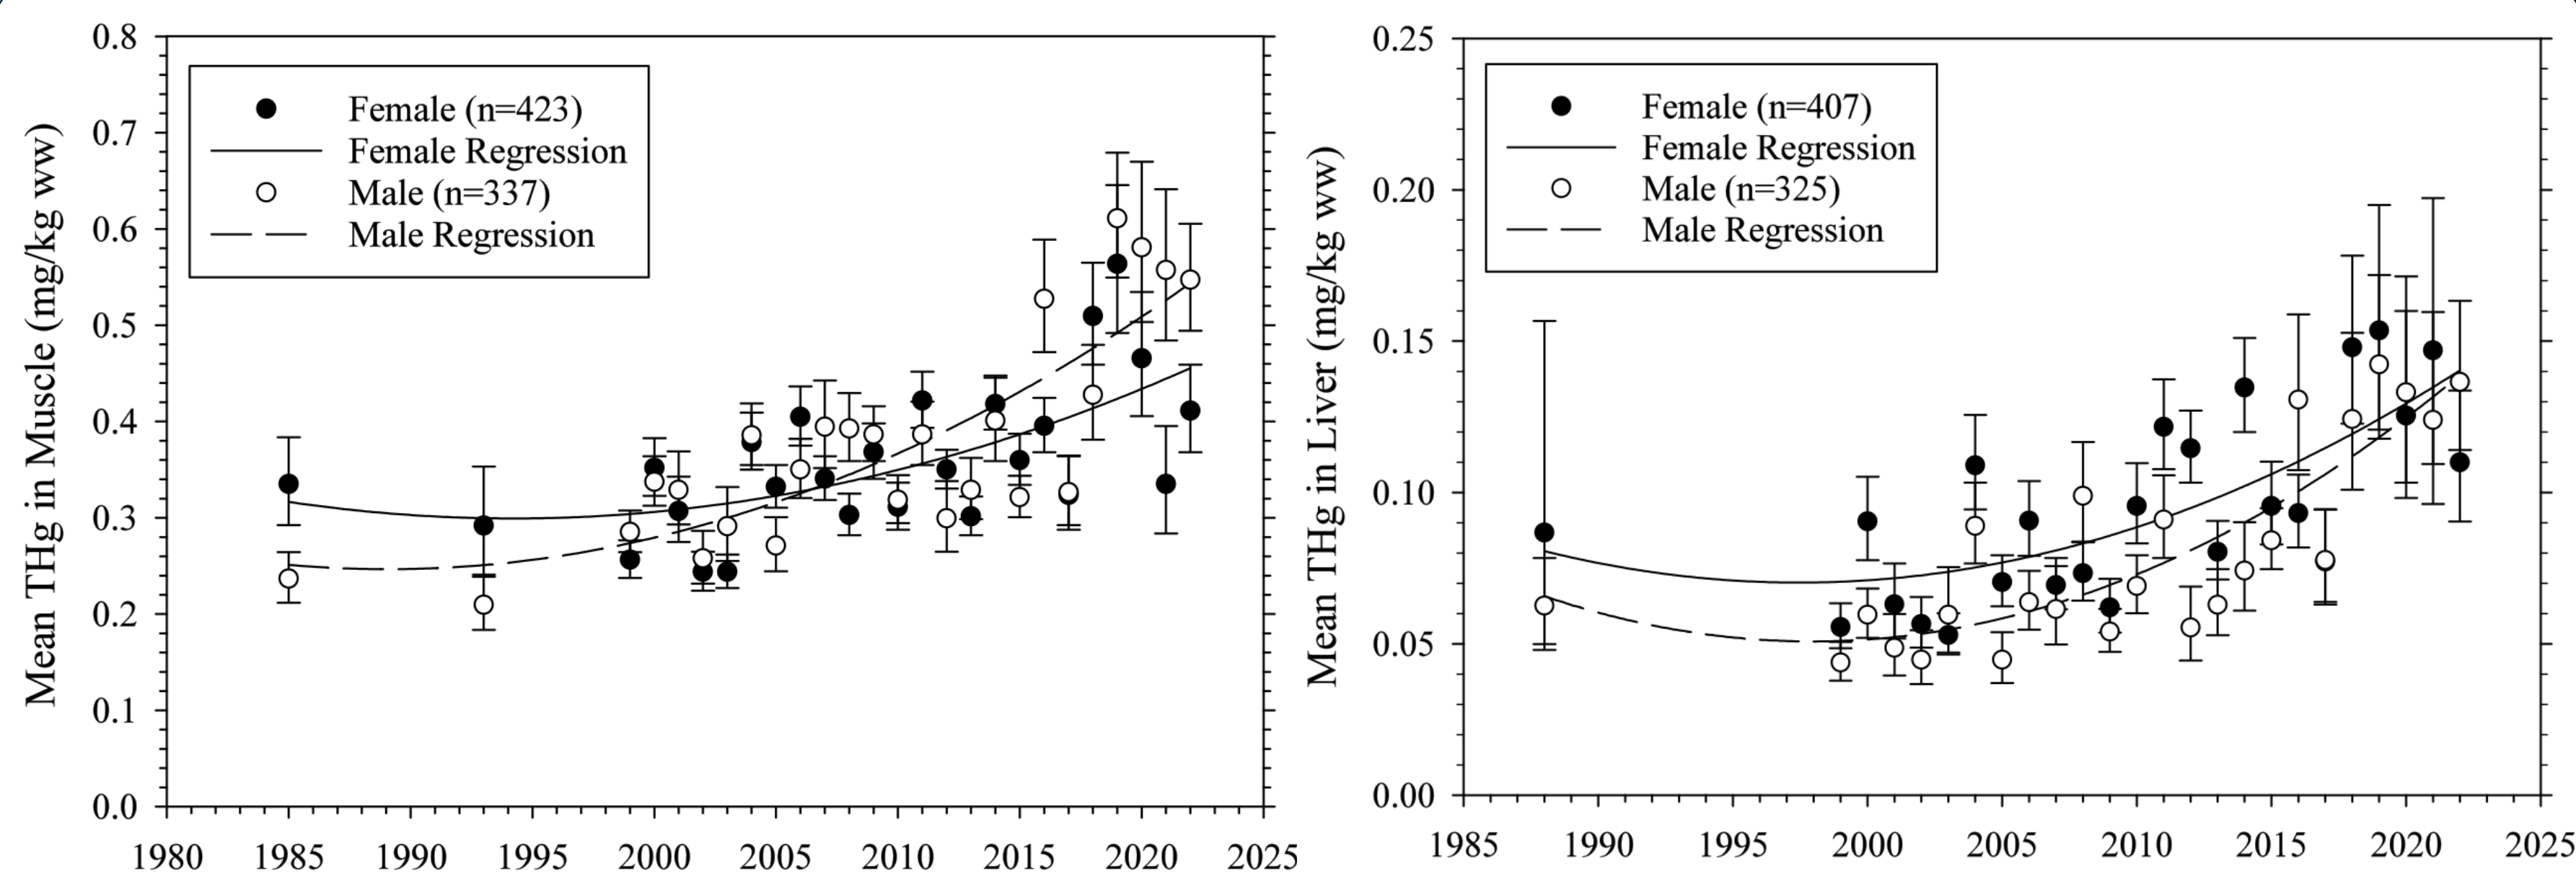 Mean THg in Muscle (mg/kg ww)
0.8
0.7
0.6
0.5
0.4
0.3
0.2
0.1
0.0
Female (n=423)
Female Regression
Male (n=337)
Male Regression
1980 1985 1990 1995 2000 2005 2010 2015 2020 2025
Mean THg in Liver (mg/kg ww)
0.25
0.20
0.15
0.10
0.05
0.00
Female (n=407)
Female Regression
Male (n=325)
Male Regression
1985 1990 1995 2000 2005 2010 2015 2020 2025